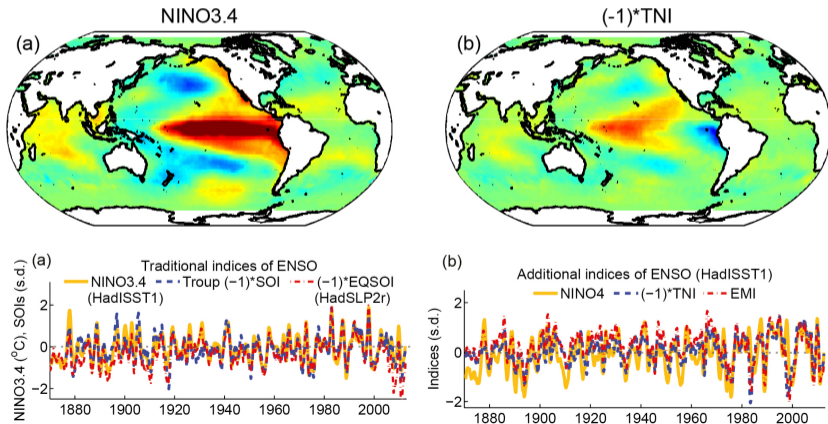 NINO3.4
(-1)*TNI
(a)
(b)
(a)
Traditional indices of ENSO
NINO3.4
(HadISST1)
Troup (−1)*SOI
(−1)*EQSOI
(HadSLP2r)
NINO3.4 (⁰C), SOIs (s.d.)
2
0
−2
1880
1900
1920
1940
1960
1980
2000
(b)
Additional indices of ENSO (HadISST1)
NINO4
(−1)*TNI
EMI
Indices (s.d.)
2
0
−2
1880
1900
1920
1940
1960
1980
2000